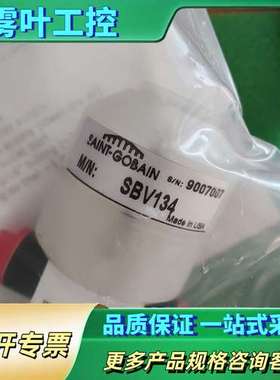 雾叶工控
SAINT-GOBAIN
S/N: 9007007
M/N:
SBV134
Made in USA
品质保证 一站式采
开专票
更多产品规格咨询客